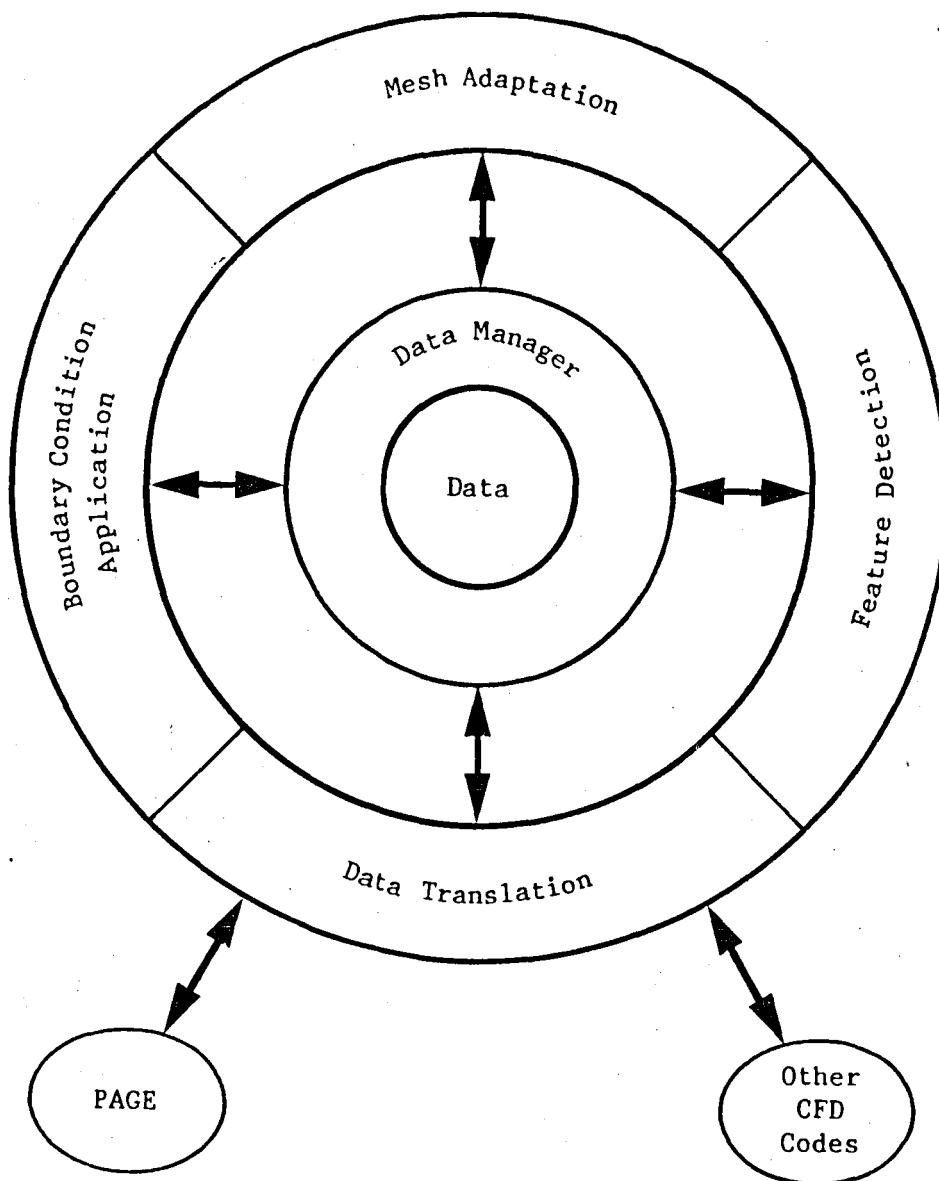 Mesh Adaptation
Data Manager
Data
Boundary Condition
Application
Feature Detection
Data Translation
PAGE
Other
CFD
Codes